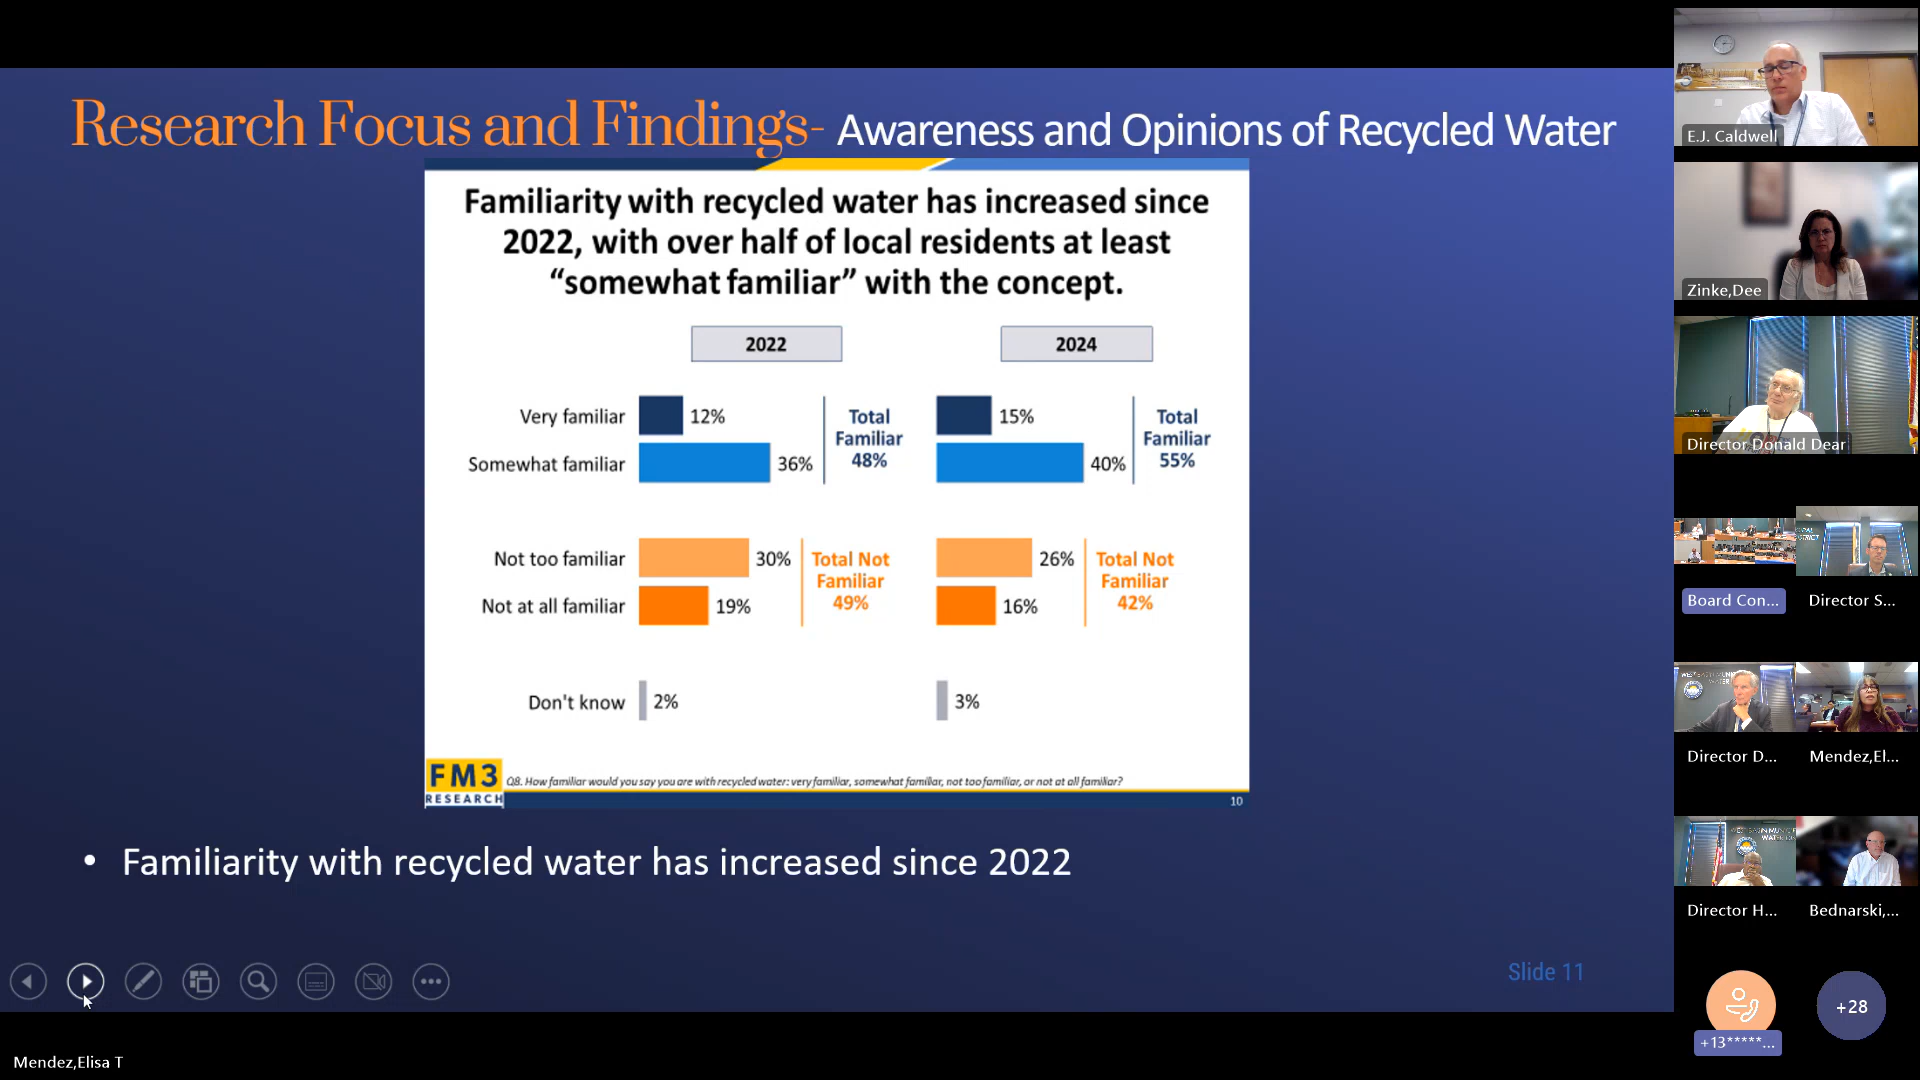 Research Focus and Findings- Awareness and Opinions of Recycled Water
Familiarity with recycled water has increased since
2022, with over half of local residents at least
“somewhat familiar” with the concept.
2022
2024
Very familiar
12%
Somewhat familiar
36%
Total
Familiar
48%
15%
40%
Total
Familiar
55%
Not too familiar
30%
Not at all familiar
19%
Total Not
Familiar
49%
26%
16%
Total Not
Familiar
42%
Don't know
2%
3%
FM3
RESEARCH
Q8. How familiar would you say you are with recycled water: very familiar, somewhat familiar, not too familiar, or not at all familiar?
10
• Familiarity with recycled water has increased since 2022
Slide 11
Mendez,Elisa T
E.J. Caldwell
Zinke,Dee
Director Donald Dear
Board Con...
Director S...
Director D...
Mendez,El...
Director H...
Bednarski,...
+13*****...
+28